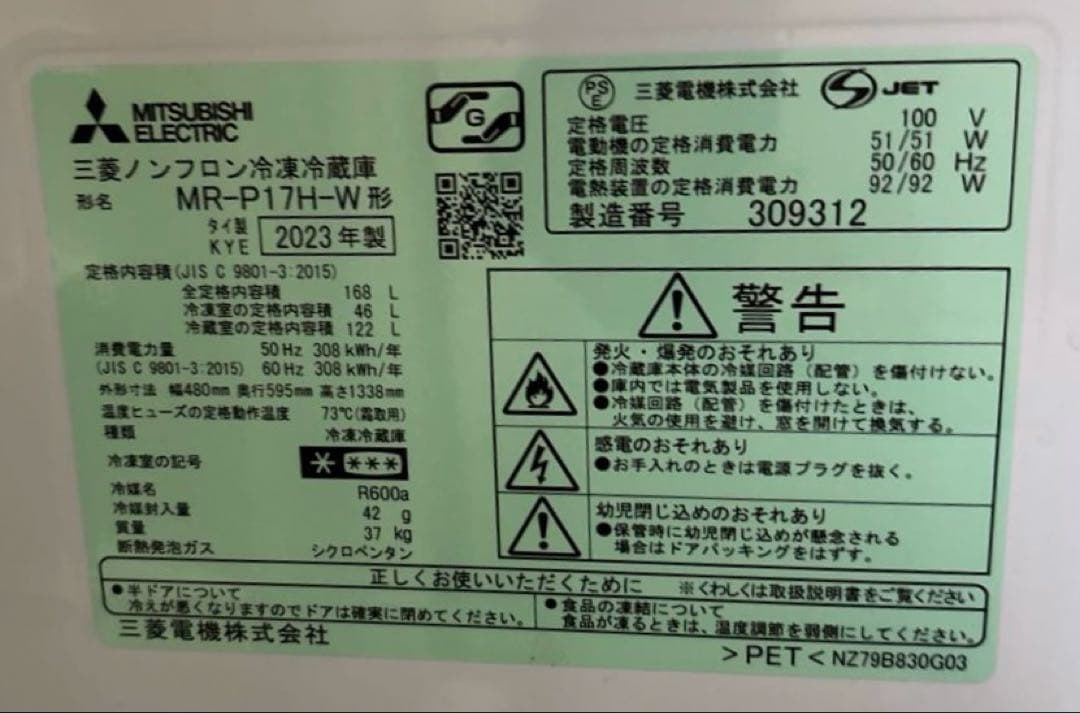 MITSUBISHI
ELECTRIC
三菱ノンフロン冷凍冷蔵庫
形名 MR-P17H-W形
タイ製
KYE 2023年製
定格内容積(JIS C 9801-3:2015)
全定格内容積 168 L
冷凍室の定格内容積 46 L
冷蔵室の定格内容積 122 L
消費電力量 50Hz 308kWh/年
(JIS C 9801-3:2015) 60Hz 308kWh/年
外形寸法 幅480mm 奥行595mm 高さ1338mm
温度ヒューズの定格動作温度 73℃(霜取用)
種類 冷凍冷蔵庫
冷凍室の記号 * ***
冷媒名 R600a
冷媒封入量 42 g
質量 37 kg
断熱発泡ガス シクロペンタン
G
PS
E 三菱電機株式会社 S JET
定格電圧 100 V
電動機の定格消費電力 51/51 W
定格周波数 50/60 Hz
電熱装置の定格消費電力 92/92 W
製造番号 309312
警告
発火・爆発のおそれあり
●冷蔵庫本体の冷媒回路(配管)を傷付けない。
●庫内では電気製品を使用しない。
●冷媒回路(配管)を傷付けたときは、
火気の使用を避け、窓を開けて換気する。
感電のおそれあり
●お手入れのときは電源プラグを抜く。
幼児閉じ込めのおそれあり
●保管時に幼児閉じ込めが懸念される
場合はドアパッキングをはずす。
正しくお使いいただくために ※くわしくは取扱説明書をご覧ください
●半ドアについて
冷えが悪くなりますのでドアは確実に閉めてください。
●食品の凍結について
食品が凍るときは、温度調節を弱側にしてください。
三菱電機株式会社
>PET< NZ79B830G03